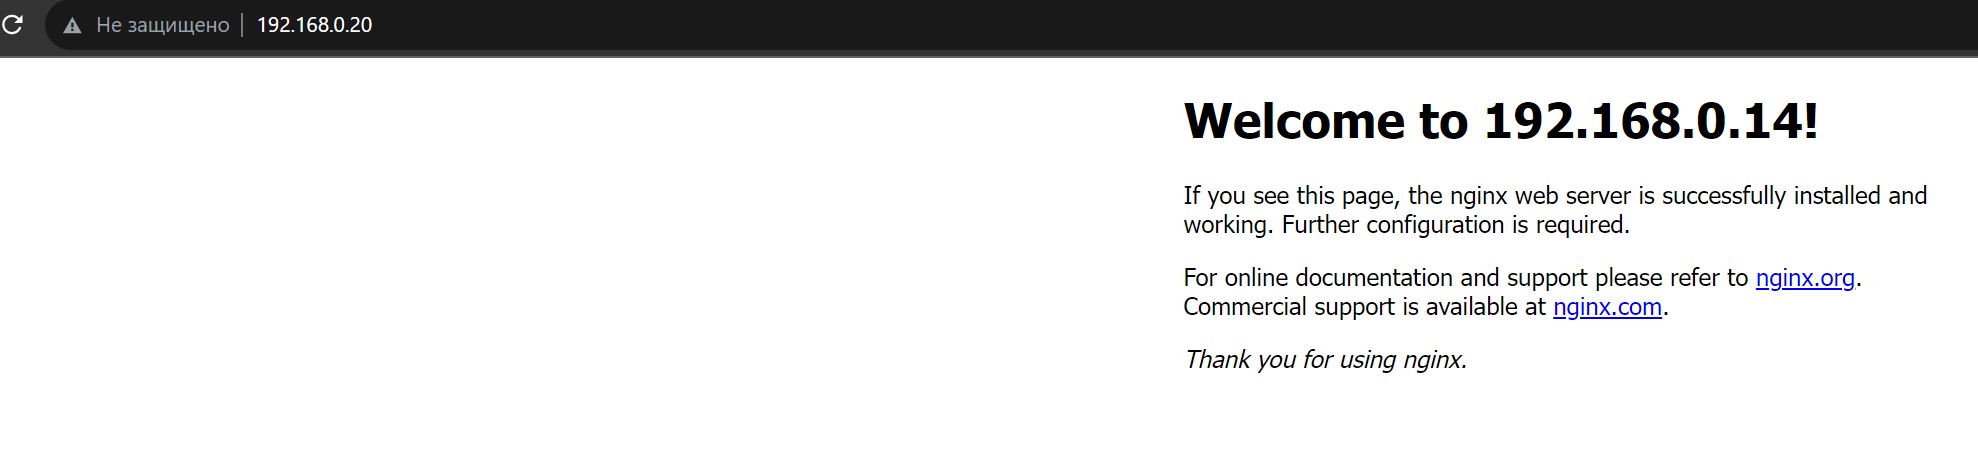 Не защищено 192.168.0.20
Welcome to 192.168.0.14!
If you see this page, the nginx web server is successfully installed and
working. Further configuration is required.
For online documentation and support please refer to nginx.org.
Commercial support is available at nginx.com.
Thank you for using nginx.